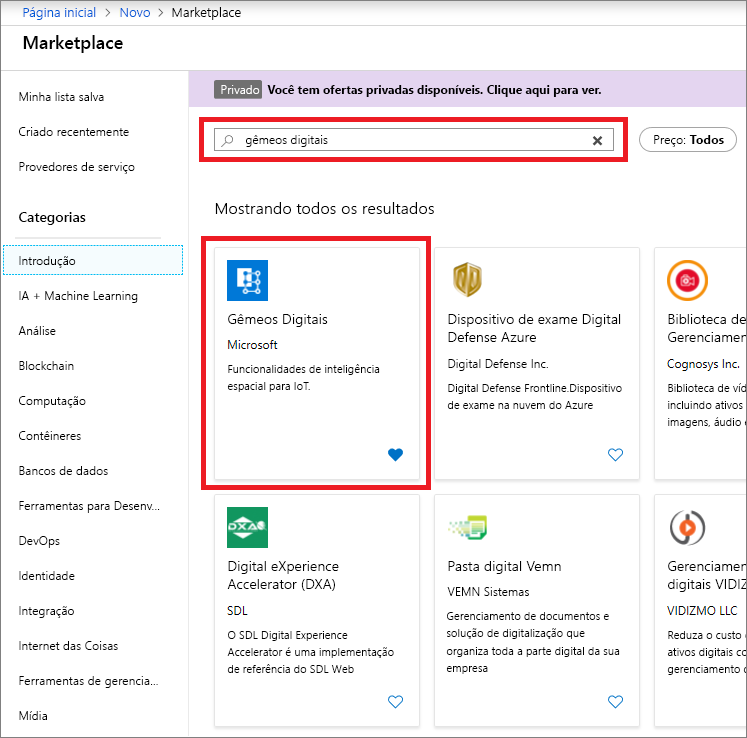 Página inicial > Novo > Marketplace
Marketplace
Minha lista salva
Criado recentemente
Provedores de serviço
Categorias
Introdução
IA + Machine Learning
Análise
Blockchain
Computação
Contêineres
Bancos de dados
Ferramentas para Desenv...
DevOps
Identidade
Integração
Internet das Coisas
Ferramentas de gerencia...
Mídia
Privado Você tem ofertas privadas disponíveis. Clique aqui para ver.
gêmeos digitais
Preço: Todos
Mostrando todos os resultados
Gêmeos Digitais
Microsoft
Funcionalidades de inteligência
espacial para IoT.
Dispositivo de exame Digital
Defense Azure
Digital Defense Inc.
Digital Defense Frontline.Dispositivo
de exame na nuvem do Azure
Biblioteca de
Gerenciamen
Cognosys Inc.
Biblioteca de víd
incluindo ativos
imagens, áudio e
DXA
Digital eXperience
Accelerator (DXA)
SDL
O SDL Digital Experience
Accelerator é uma implementação
de referência do SDL Web
Pasta digital Vemn
VEMN Sistemas
Gerenciamento de documentos e
solução de digitalização que
organiza toda a parte digital da sua
empresa
Gerenciamen
digitais VIDIZ
VIDIZMO LLC
Reduza o custo
ativos digitais co
gerenciamento d